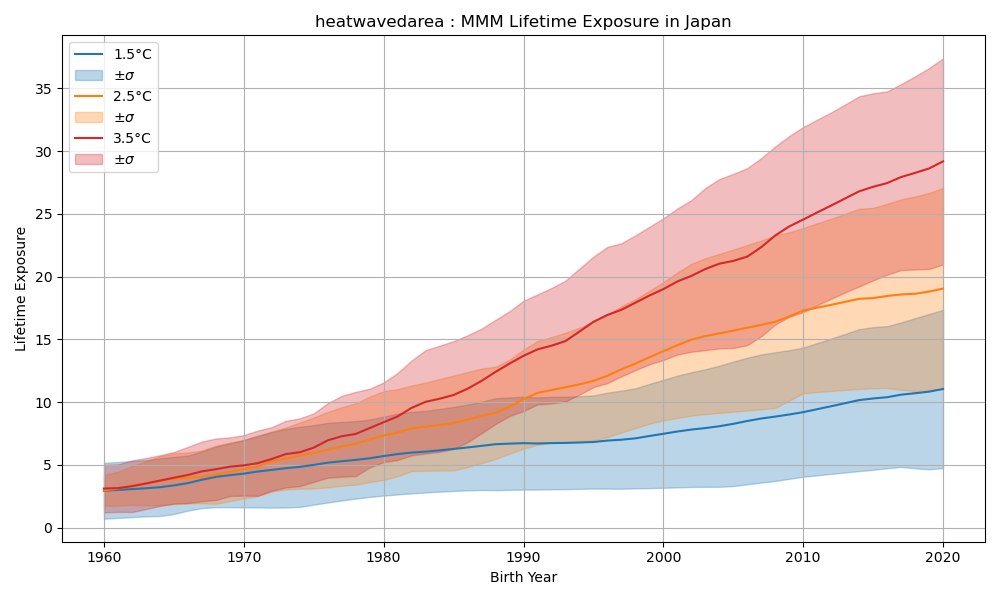 heatwavedarea : MMM Lifetime Exposure in Japan
1.5°C
±σ
2.5°C
±σ
3.5°C
±σ
Lifetime Exposure
35
30
25
20
15
10
5
0
1960 1970 1980 1990 2000 2010 2020
Birth Year